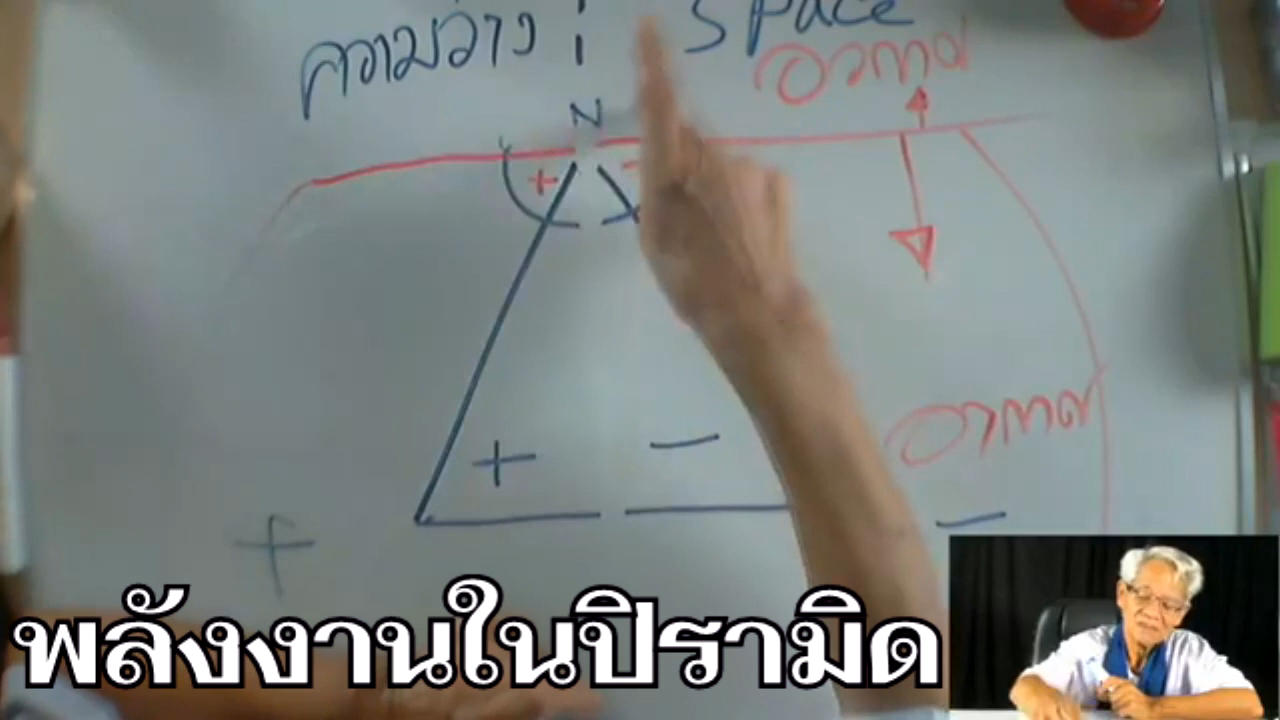 ความว่าง : Space
อวกาศ
N
+ -
อากาศ
+ -
+ -
พลังงานในปิรามิด